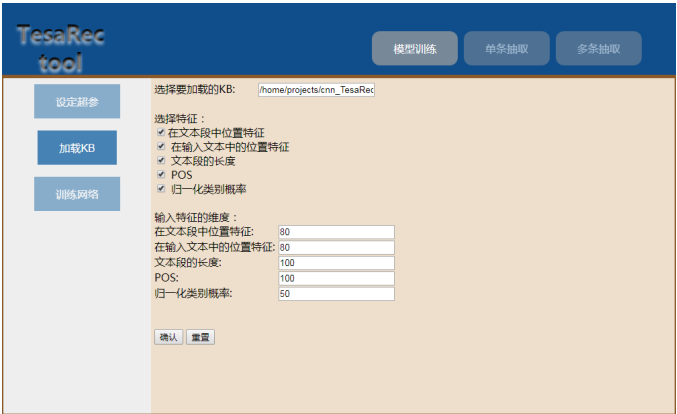 TesaRec
tool
模型训练
单条抽取
多条抽取
设定超参
加载KB
训练网络
选择要加载的KB: /home/projects/cnn_TesaRec
选择特征：
在文本段中位置特征
在输入文本中的位置特征
文本段的长度
POS
归一化类别概率
输入特征的维度：
在文本段中位置特征: 80
在输入文本中的位置特征: 80
文本段的长度: 100
POS: 100
归一化类别概率: 50
确认 重置